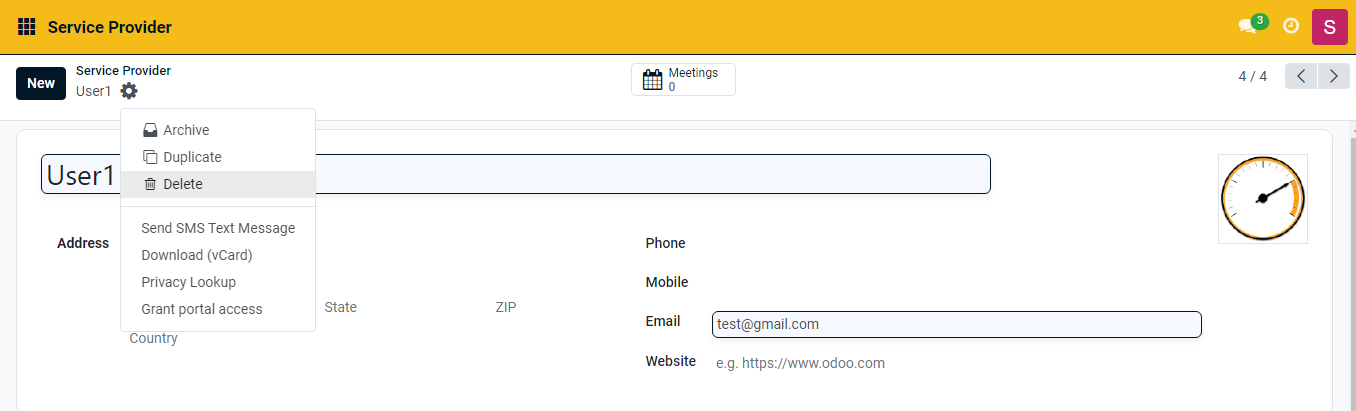 Service Provider
3
S
New
Service Provider
User1
Meetings
0
4 / 4
Archive
Duplicate
Delete
Send SMS Text Message
Download (vCard)
Privacy Lookup
Grant portal access
User1
Address
State ZIP
Country
Phone
Mobile
Email test@gmail.com
Website e.g. https://www.odoo.com